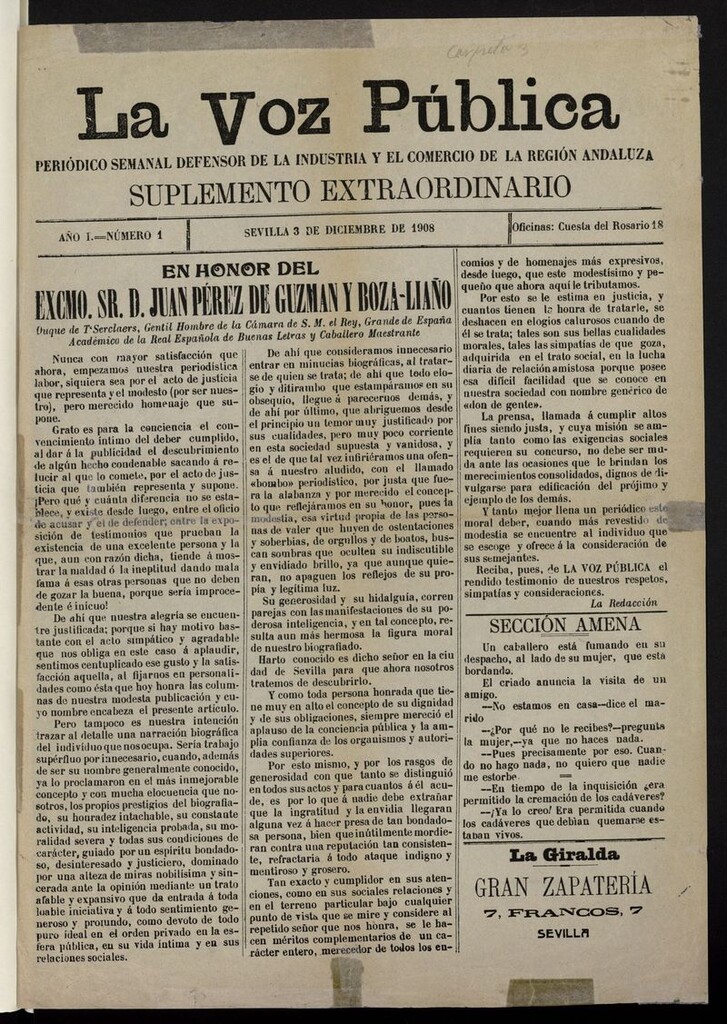 Carpeta 3
La Voz Pública
PERIÓDICO SEMANAL DEFENSOR DE LA INDUSTRIA Y EL COMERCIO DE LA REGIÓN ANDALUZA
SUPLEMENTO EXTRAORDINARIO
AÑO I.=NÚMERO 1
SEVILLA 3 DE DICIEMBRE DE 1908
Oficinas: Cuesta del Rosario 18
EN HONOR DEL
EXCMO. SR. D. JUAN PÉREZ DE GUZMAN Y BOZA-LIAÑO
Duque de T'Serclaers, Gentil Hombre de la Cámara de S. M. el Rey, Grande de España
Académico de la Real Española de Buenas Letras y Caballero Maestrante
Nunca con mayor satisfacción que
ahora, empezamos nuestra periodística
labor, siquiera sea por el acto de justicia
que representa y el modesto (por ser nues-
tro), pero merecido homenaje que su-
pone.
Grato es para la conciencia el con-
vencimiento íntimo del deber cumplido,
al dar á la publicidad el descubrimiento
de algún hecho condenable sacando á re-
lucir al que lo comete, por el acto de jus-
ticia que también representa y supone.
¡Pero qué y cuánta diferencia no se esta-
blece, y existe desde luego, entre el oficio
de acusar y el de defender; entre la expo-
sición de testimonios que prueban la
existencia de una excelente persona y la
que, aun con razón dicha, tiende á mos-
trar la maldad ó la ineptitud dando mala
fama á esas otras personas que no deben
de gozar la buena, porque sería improce-
dente é inicuo!
De ahí que nuestra alegría se encuen-
tre justificada; porque si hay motivo bas-
tante con el acto simpático y agradable
que nos obliga en este caso á aplaudir,
sentimos centuplicado ese gusto y la satis-
facción aquella, al fijarnos en personali-
dades como ésta que hoy honra las colum-
nas de nuestra modesta publicación y cu-
yo nombre encabeza el presente artículo.
Pero tampoco es nuestra intención
trazar al detalle una narración biográfica
del individuo que nos ocupa. Sería trabajo
supérfluo por innecesario, cuando, además
de ser su nombre generalmente conocido,
ya lo proclamaron en el más inmejorable
concepto y con mucha elocuencia que no-
sotros, los propios prestigios del biografia-
do, su honradez intachable, su constante
actividad, su inteligencia probada, su mo-
ralidad severa y todas sus condiciones de
carácter, guiado por un espíritu bondado-
so, desinteresado y justiciero, dominado
por una alteza de miras nobilísima y sin-
cerada ante la opinión mediante un trato
afable y expansivo que da entrada á toda
loable iniciativa y á todo sentimiento ge-
neroso y profundo, como devoto de todo
puro ideal en el orden privado en la es-
fera pública, en su vida íntima y en sus
relaciones sociales.
De ahí que consideramos innecesario
entrar en minucias biográficas, al tratar-
se de quien se trata; de ahí que todo elo-
gio y ditirambo que estampáramos en su
obsequio, llegue á parecernos demás, y
de ahí por último, que abriguemos desde
el principio un temor muy justificado por
sus cualidades, pero muy poco corriente
en esta sociedad supuesta y vanidosa, y
es el de que tal vez infiriéramos una ofen-
sa á nuestro aludido, con el llamado
«bombo» periodístico, por justa que fue-
ra la alabanza y por merecido el concep-
to que reflejáramos en su honor, pues la
modestia, esa virtud propia de las perso-
nas de valer que huyen de ostentaciones
y soberbias, de orgullos y de boatos, bus-
can sombras que oculten su indiscutible
y envidiado brillo, ya que aunque quie-
ran, no apaguen los reflejos de su pro-
pia y legítima luz.
Su generosidad y su hidalguía, corren
parejas con las manifestaciones de su po-
derosa inteligencia, y en tal concepto, re-
sulta aun más hermosa la figura moral
de nuestro biografiado.
Harto conocido es dicho señor en la ciu
dad de Sevilla para que ahora nosotros
tratemos de descubrirlo.
Y como toda persona honrada que tie-
ne muy en alto el concepto de su dignidad
y de sus obligaciones, siempre mereció el
aplauso de la conciencia pública y la am-
plia confianza de los organismos y autori-
dades superiores.
Por esto mismo, y por los rasgos de
generosidad con que tanto se distinguió
en todos sus actos y para cuantos á él acu-
de, es por lo que á nadie debe extrañar
que la ingratitud y la envidia llegaran
alguna vez á hacer presa de tan bondado-
sa persona, bien que inútilmente mordie-
ran contra una reputación tan consisten-
te, refractaria á todo ataque indigno y
mentiroso y grosero.
Tan exacto y cumplidor en sus aten-
ciones, como en sus sociales relaciones y
en el terreno particular bajo cualquier
punto de vista que se mire y considere al
repetido señor que nos honra, se le ha-
cen méritos complementarios de un ca-
rácter entero, merecedor de todos los en-
comios y de homenajes más expresivos,
desde luego, que este modestísimo y pe-
queño que ahora aquí le tributamos.
Por esto se le estima en justicia, y
cuantos tienen la honra de tratarle, se
deshacen en elogios calurosos cuando de
él se trata; tales son sus bellas cualidades
morales, tales las simpatías de que goza,
adquirida en el trato social, en la lucha
diaria de relación amistosa porque posee
esa difícil facilidad que se conoce en
nuestra sociedad con nombre genérico de
«don de gente».
La prensa, llamada á cumplir altos
fines siendo justa, y cuya misión se am-
plía tanto como las exigencias sociales
requieren su concurso, no debe ser mu-
da ante las ocasiones que le brindan los
merecimientos consolidados, dignos de di-
vulgarse para edificación del prójimo y
ejemplo de los demás.
Y tanto mejor llena un periódico este
moral deber, cuando más revestido de
modestia se encuentre al individuo que
se escoge y ofrece á la consideración de
sus semejantes.
Reciba, pues, de LA VOZ PÚBLICA el
rendido testimonio de nuestros respetos,
simpatías y consideraciones.
La Redacción
SECCIÓN AMENA
Un caballero está fumando en su
despacho, al lado de su mujer, que está
bordando.
El criado anuncia la visita de un
amigo.
—No estamos en casa—dice el ma-
rido
—¿Por qué no le recibes?—pregunta
la mujer,—ya que no haces nada.
—Pues precisamente por eso. Cuan-
do no hago nada, no quiero que nadie
me estorbe.
=
—En tiempo de la inquisición ¿era
permitido la cremación de los cadáveres?
—¡Ya lo creo! Era permitida cuando
los cadáveres que debían quemarse es-
taban vivos.
La Giralda
GRAN ZAPATERÍA
7, FRANCOS, 7
SEVILLA